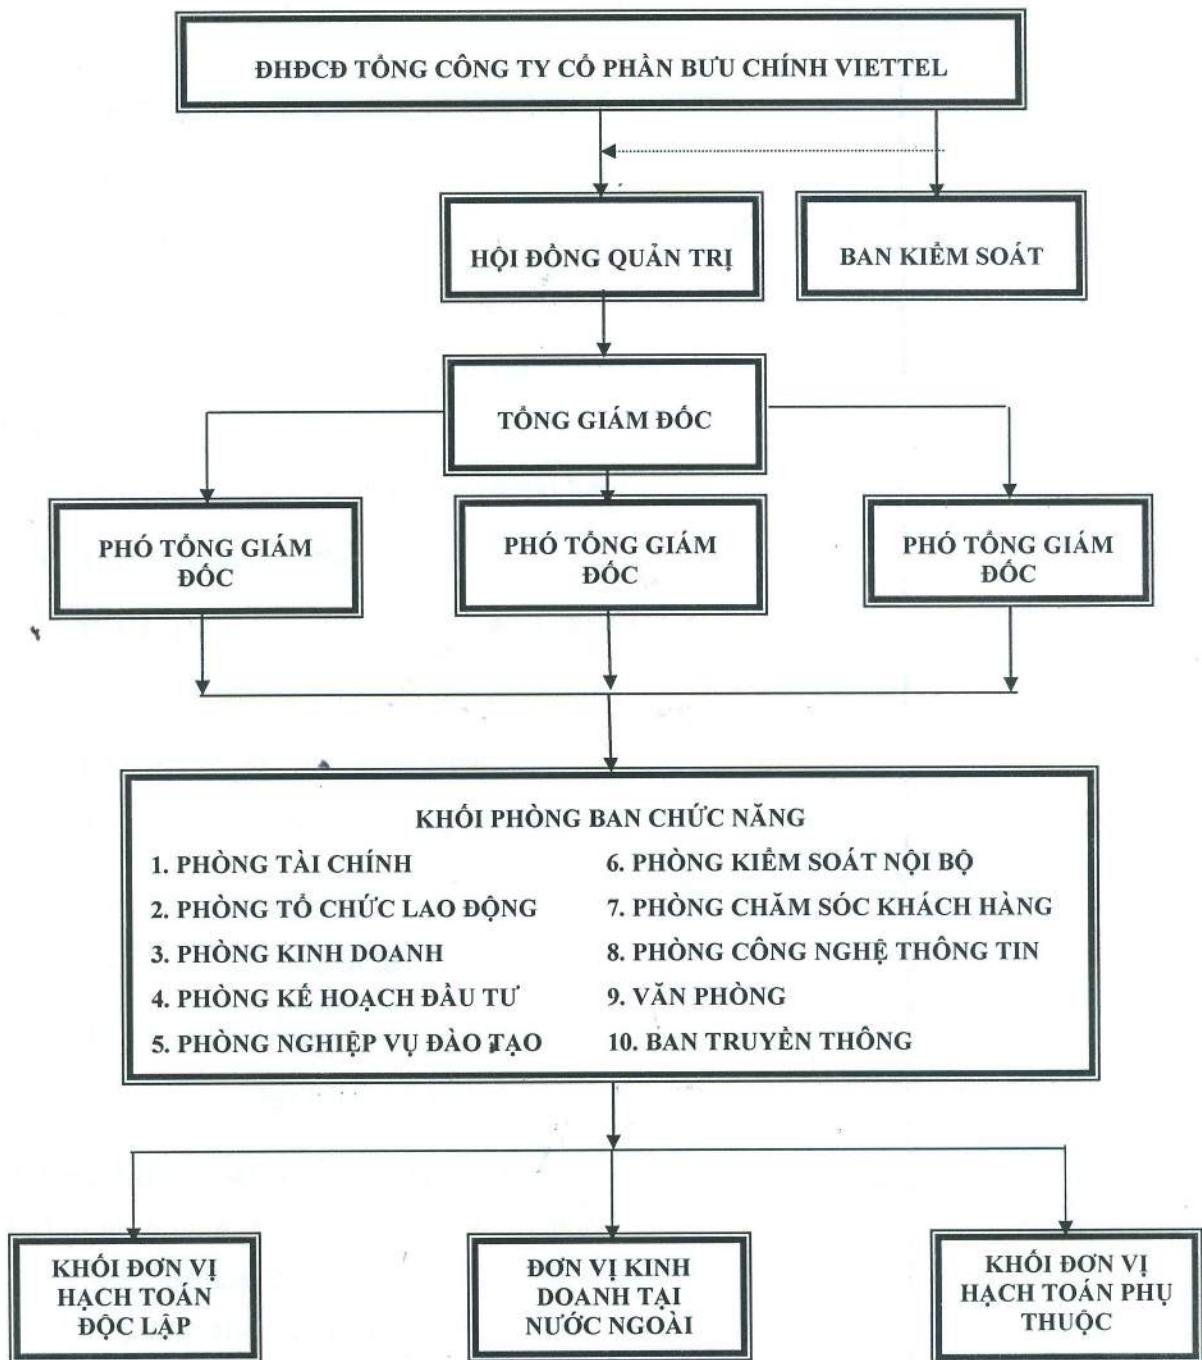 ĐHĐCĐ TỔNG CÔNG TY CỔ PHẦN BƯU CHÍNH VIETTEL
HỘI ĐỒNG QUẢN TRỊ
BAN KIỂM SOÁT
TỔNG GIÁM ĐỐC
PHÓ TỔNG GIÁM
ĐỐC
PHÓ TỔNG GIÁM
ĐỐC
PHÓ TỔNG GIÁM
ĐỐC
KHỐI PHÒNG BAN CHỨC NĂNG
1. PHÒNG TÀI CHÍNH
2. PHÒNG TỔ CHỨC LAO ĐỘNG
3. PHÒNG KINH DOANH
4. PHÒNG KẾ HOẠCH ĐẦU TƯ
5. PHÒNG NGHIỆP VỤ ĐÀO TẠO
6. PHÒNG KIỂM SOÁT NỘI BỘ
7. PHÒNG CHĂM SÓC KHÁCH HÀNG
8. PHÒNG CÔNG NGHỆ THÔNG TIN
9. VĂN PHÒNG
10. BAN TRUYỀN THÔNG
KHỐI ĐƠN VỊ
HẠCH TOÁN
ĐỘC LẬP
ĐƠN VỊ KINH
DOANH TẠI
NƯỚC NGOÀI
KHỐI ĐƠN VỊ
HẠCH TOÁN PHỤ
THUỘC